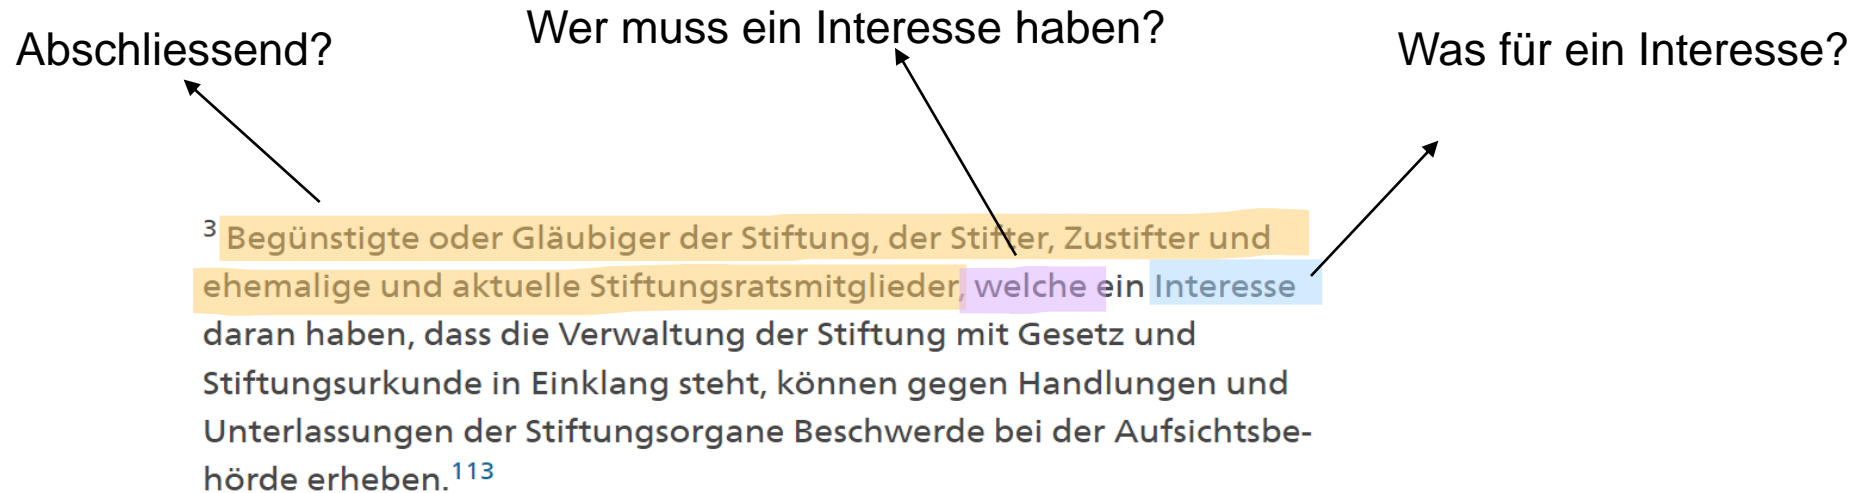 Abschliessend?
Wer muss ein Interesse haben?
Was für ein Interesse?
3 Begünstigte oder Gläubiger der Stiftung, der Stifter, Zustifter und
ehemalige und aktuelle Stiftungsratsmitglieder, welche ein Interesse
daran haben, dass die Verwaltung der Stiftung mit Gesetz und
Stiftungsurkunde in Einklang steht, können gegen Handlungen und
Unterlassungen der Stiftungsorgane Beschwerde bei der Aufsichtsbe-
hörde erheben.113